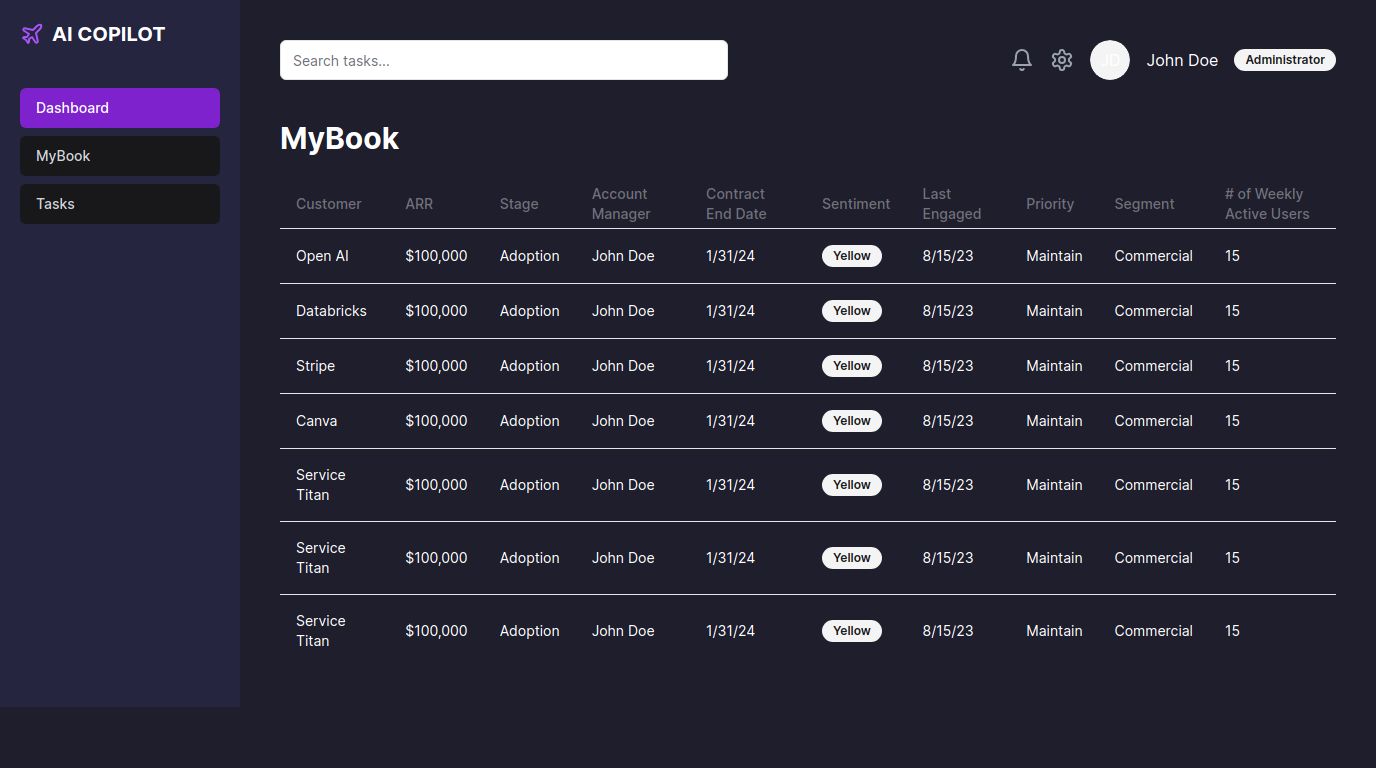 AI COPILOT
Dashboard
MyBook
Tasks
Search tasks...
JD John Doe Administrator
MyBook
Customer ARR Stage Account Manager Contract End Date Sentiment Last Engaged Priority Segment # of Weekly Active Users
Open AI $100,000 Adoption John Doe 1/31/24 Yellow 8/15/23 Maintain Commercial 15
Databricks $100,000 Adoption John Doe 1/31/24 Yellow 8/15/23 Maintain Commercial 15
Stripe $100,000 Adoption John Doe 1/31/24 Yellow 8/15/23 Maintain Commercial 15
Canva $100,000 Adoption John Doe 1/31/24 Yellow 8/15/23 Maintain Commercial 15
Service Titan $100,000 Adoption John Doe 1/31/24 Yellow 8/15/23 Maintain Commercial 15
Service Titan $100,000 Adoption John Doe 1/31/24 Yellow 8/15/23 Maintain Commercial 15
Service Titan $100,000 Adoption John Doe 1/31/24 Yellow 8/15/23 Maintain Commercial 15